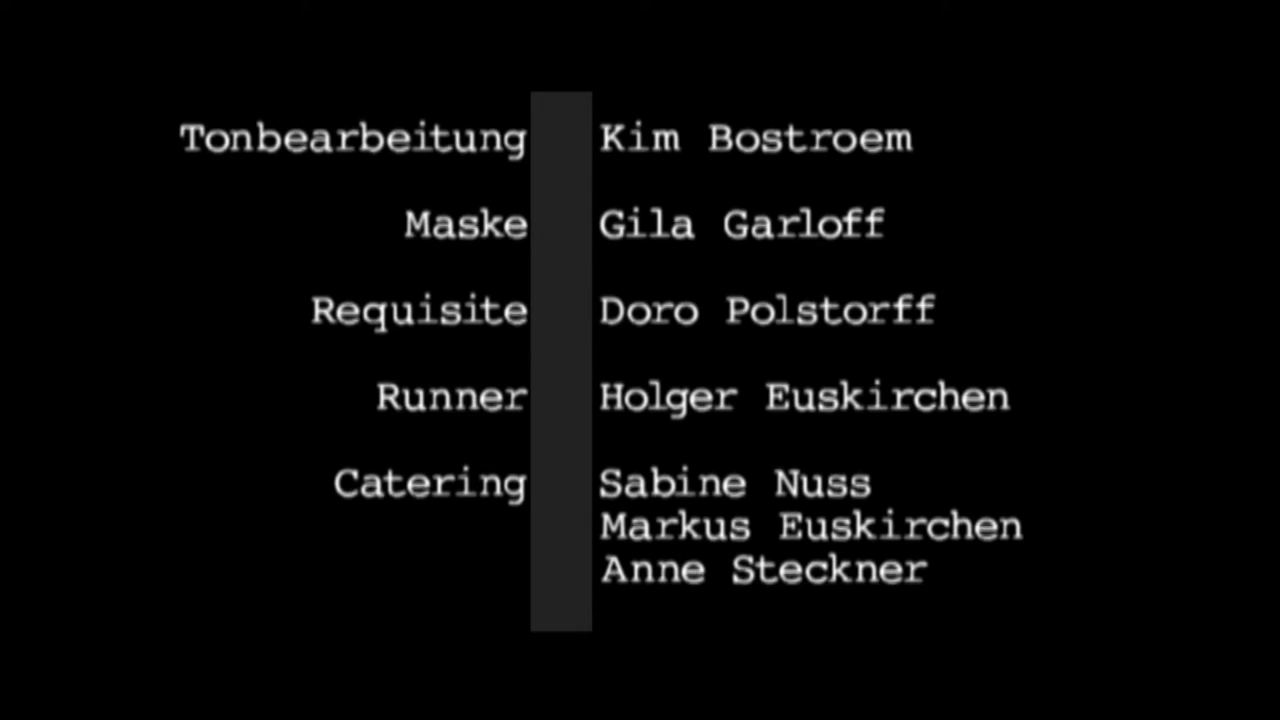 Tonbearbeitung Kim Bostroem
Maske Gila Garloff
Requisite Doro Polstorff
Runner Holger Euskirchen
Catering Sabine Nuss
Markus Euskirchen
Anne Steckner